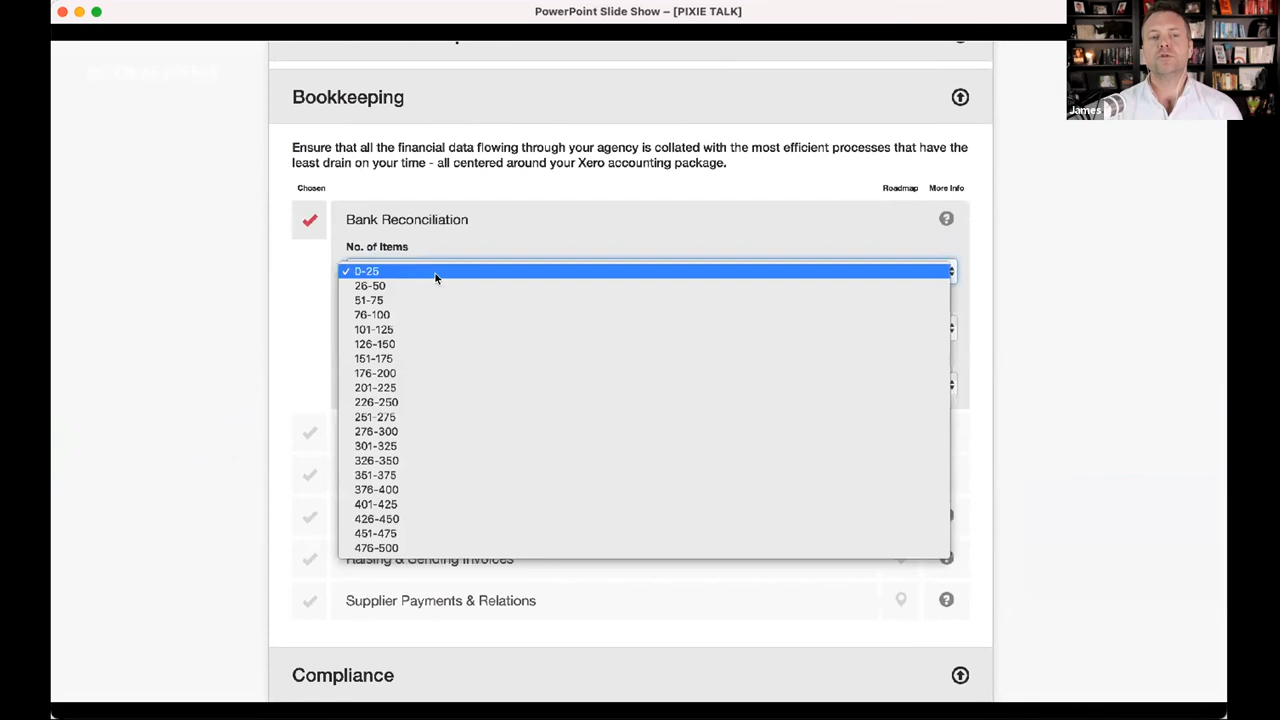 PowerPoint Slide Show – [PIXIE TALK]
James
Bookkeeping
Ensure that all the financial data flowing through your agency is collated with the most efficient processes that have the
least drain on your time - all centered around your Xero accounting package.
Chosen Roadmap More Info
Bank Reconciliation ?
No. of Items
✓ 0-25
26-50
51-75
76-100
101-125
126-150
151-175
176-200
201-225
226-250
251-275
276-300
301-325
326-350
351-375
376-400
401-425
426-450
451-475
476-500
Raising & Sending Invoices
Supplier Payments & Relations ?
Compliance